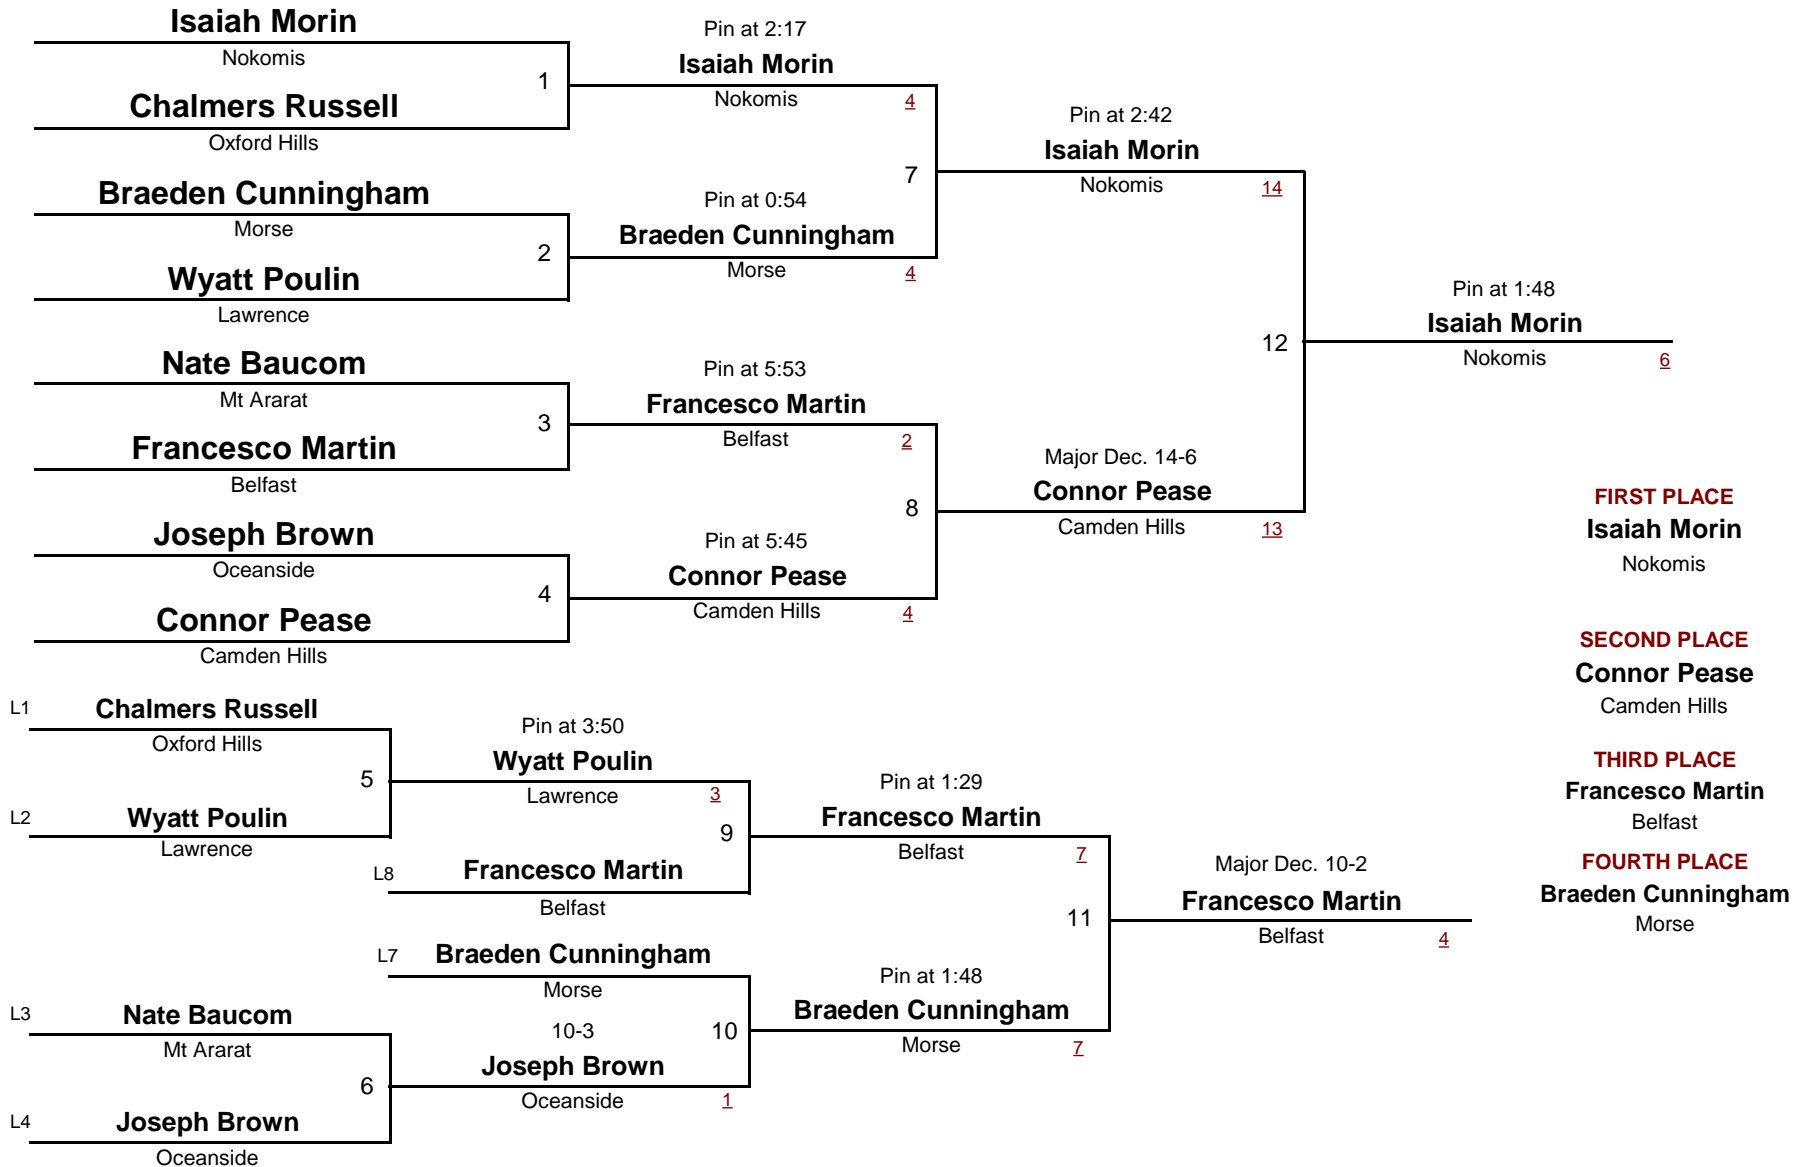 Isaiah Morin
Nokomis
1
Chalmers Russell
Oxford Hills
Braeden Cunningham
Morse
2
Wyatt Poulin
Lawrence
Nate Baucom
Mt Ararat
3
Francesco Martin
Belfast
Joseph Brown
Oceanside
4
Connor Pease
Camden Hills
Pin at 2:17
Isaiah Morin
Nokomis 4
7
Pin at 0:54
Braeden Cunningham
Morse 4
Pin at 5:53
Francesco Martin
Belfast 2
8
Pin at 5:45
Connor Pease
Camden Hills 4
Pin at 2:42
Isaiah Morin
Nokomis 14
12
Major Dec. 14-6
Connor Pease
Camden Hills 13
Pin at 1:48
Isaiah Morin
Nokomis 6
FIRST PLACE
Isaiah Morin
Nokomis
SECOND PLACE
Connor Pease
Camden Hills
THIRD PLACE
Francesco Martin
Belfast
FOURTH PLACE
Braeden Cunningham
Morse
L1 Chalmers Russell
Oxford Hills
5
L2 Wyatt Poulin
Lawrence
L3 Nate Baucom
Mt Ararat
6
L4 Joseph Brown
Oceanside
Pin at 3:50
Wyatt Poulin
Lawrence 3
9
L8 Francesco Martin
Belfast
L7 Braeden Cunningham
Morse
10-3 10
Joseph Brown
Oceanside 1
Pin at 1:29
Francesco Martin
Belfast 7
11
Pin at 1:48
Braeden Cunningham
Morse 7
Major Dec. 10-2
Francesco Martin
Belfast 4